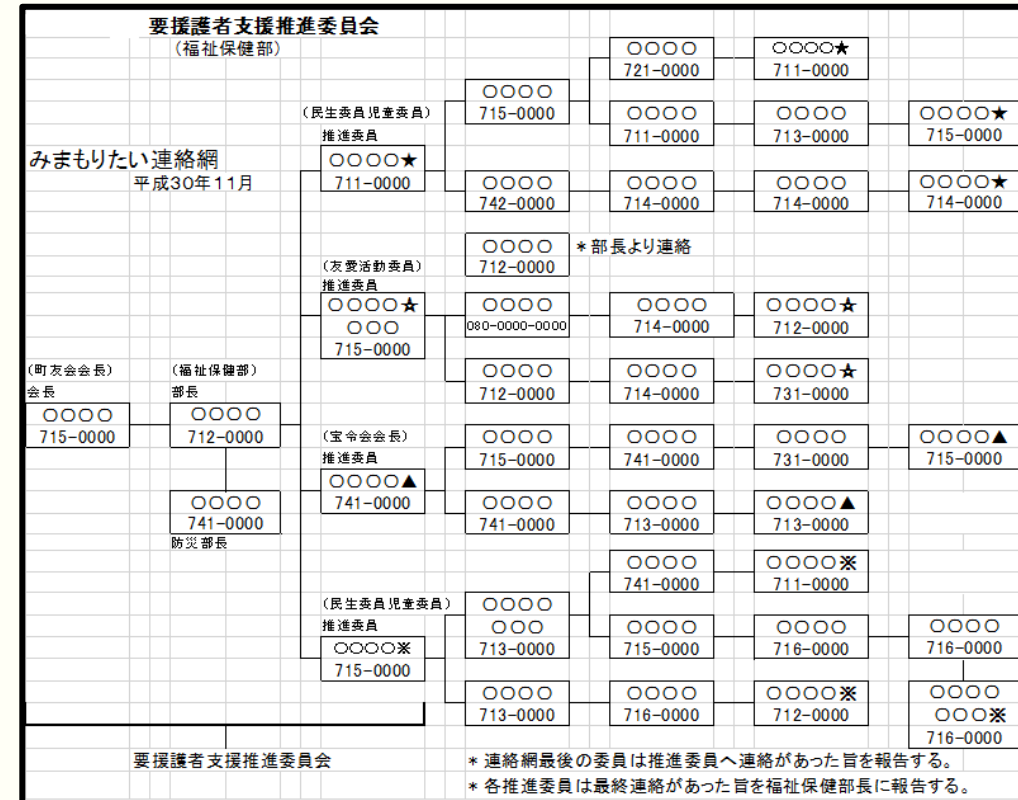 要援護者支援推進委員会
(福祉保健部)
〇〇〇〇 〇〇〇〇★
721-0000 711-0000
〇〇〇〇
(民生委員児童委員) 715-0000 〇〇〇〇 〇〇〇〇 〇〇〇〇★
推進委員 711-0000 713-0000 715-0000
みまもりたい連絡網 〇〇〇〇★
平成30年11月 711-0000 〇〇〇〇 〇〇〇〇 〇〇〇〇 〇〇〇〇★
742-0000 714-0000 714-0000 714-0000
〇〇〇〇 *部長より連絡
(友愛活動委員) 712-0000
推進委員
〇〇〇〇☆ 〇〇〇〇 〇〇〇〇 〇〇〇〇☆
〇〇〇 080-0000-0000 714-0000 712-0000
715-0000
(町友会会長) (福祉保健部) 〇〇〇〇 〇〇〇〇 〇〇〇〇☆
会長 部長 712-0000 714-0000 731-0000
〇〇〇〇 〇〇〇〇
715-0000 712-0000 (宝令会会長) 〇〇〇〇 〇〇〇〇 〇〇〇〇 〇〇〇〇▲
推進委員 715-0000 741-0000 731-0000 715-0000
〇〇〇〇▲
〇〇〇〇 741-0000 〇〇〇〇 〇〇〇〇 〇〇〇〇▲
741-0000 741-0000 713-0000 713-0000
防災部長
〇〇〇〇 〇〇〇〇※
741-0000 711-0000
(民生委員児童委員) 〇〇〇〇
推進委員 〇〇〇 〇〇〇〇 〇〇〇〇 〇〇〇〇
〇〇〇〇※ 713-0000 715-0000 716-0000 716-0000
715-0000
〇〇〇〇 〇〇〇〇 〇〇〇〇※ 〇〇〇〇
713-0000 716-0000 712-0000 〇〇〇※
716-0000
要援護者支援推進委員会 *連絡網最後の委員は推進委員へ連絡があった旨を報告する。
*各推進委員は最終連絡があった旨を福祉保健部長に報告する。